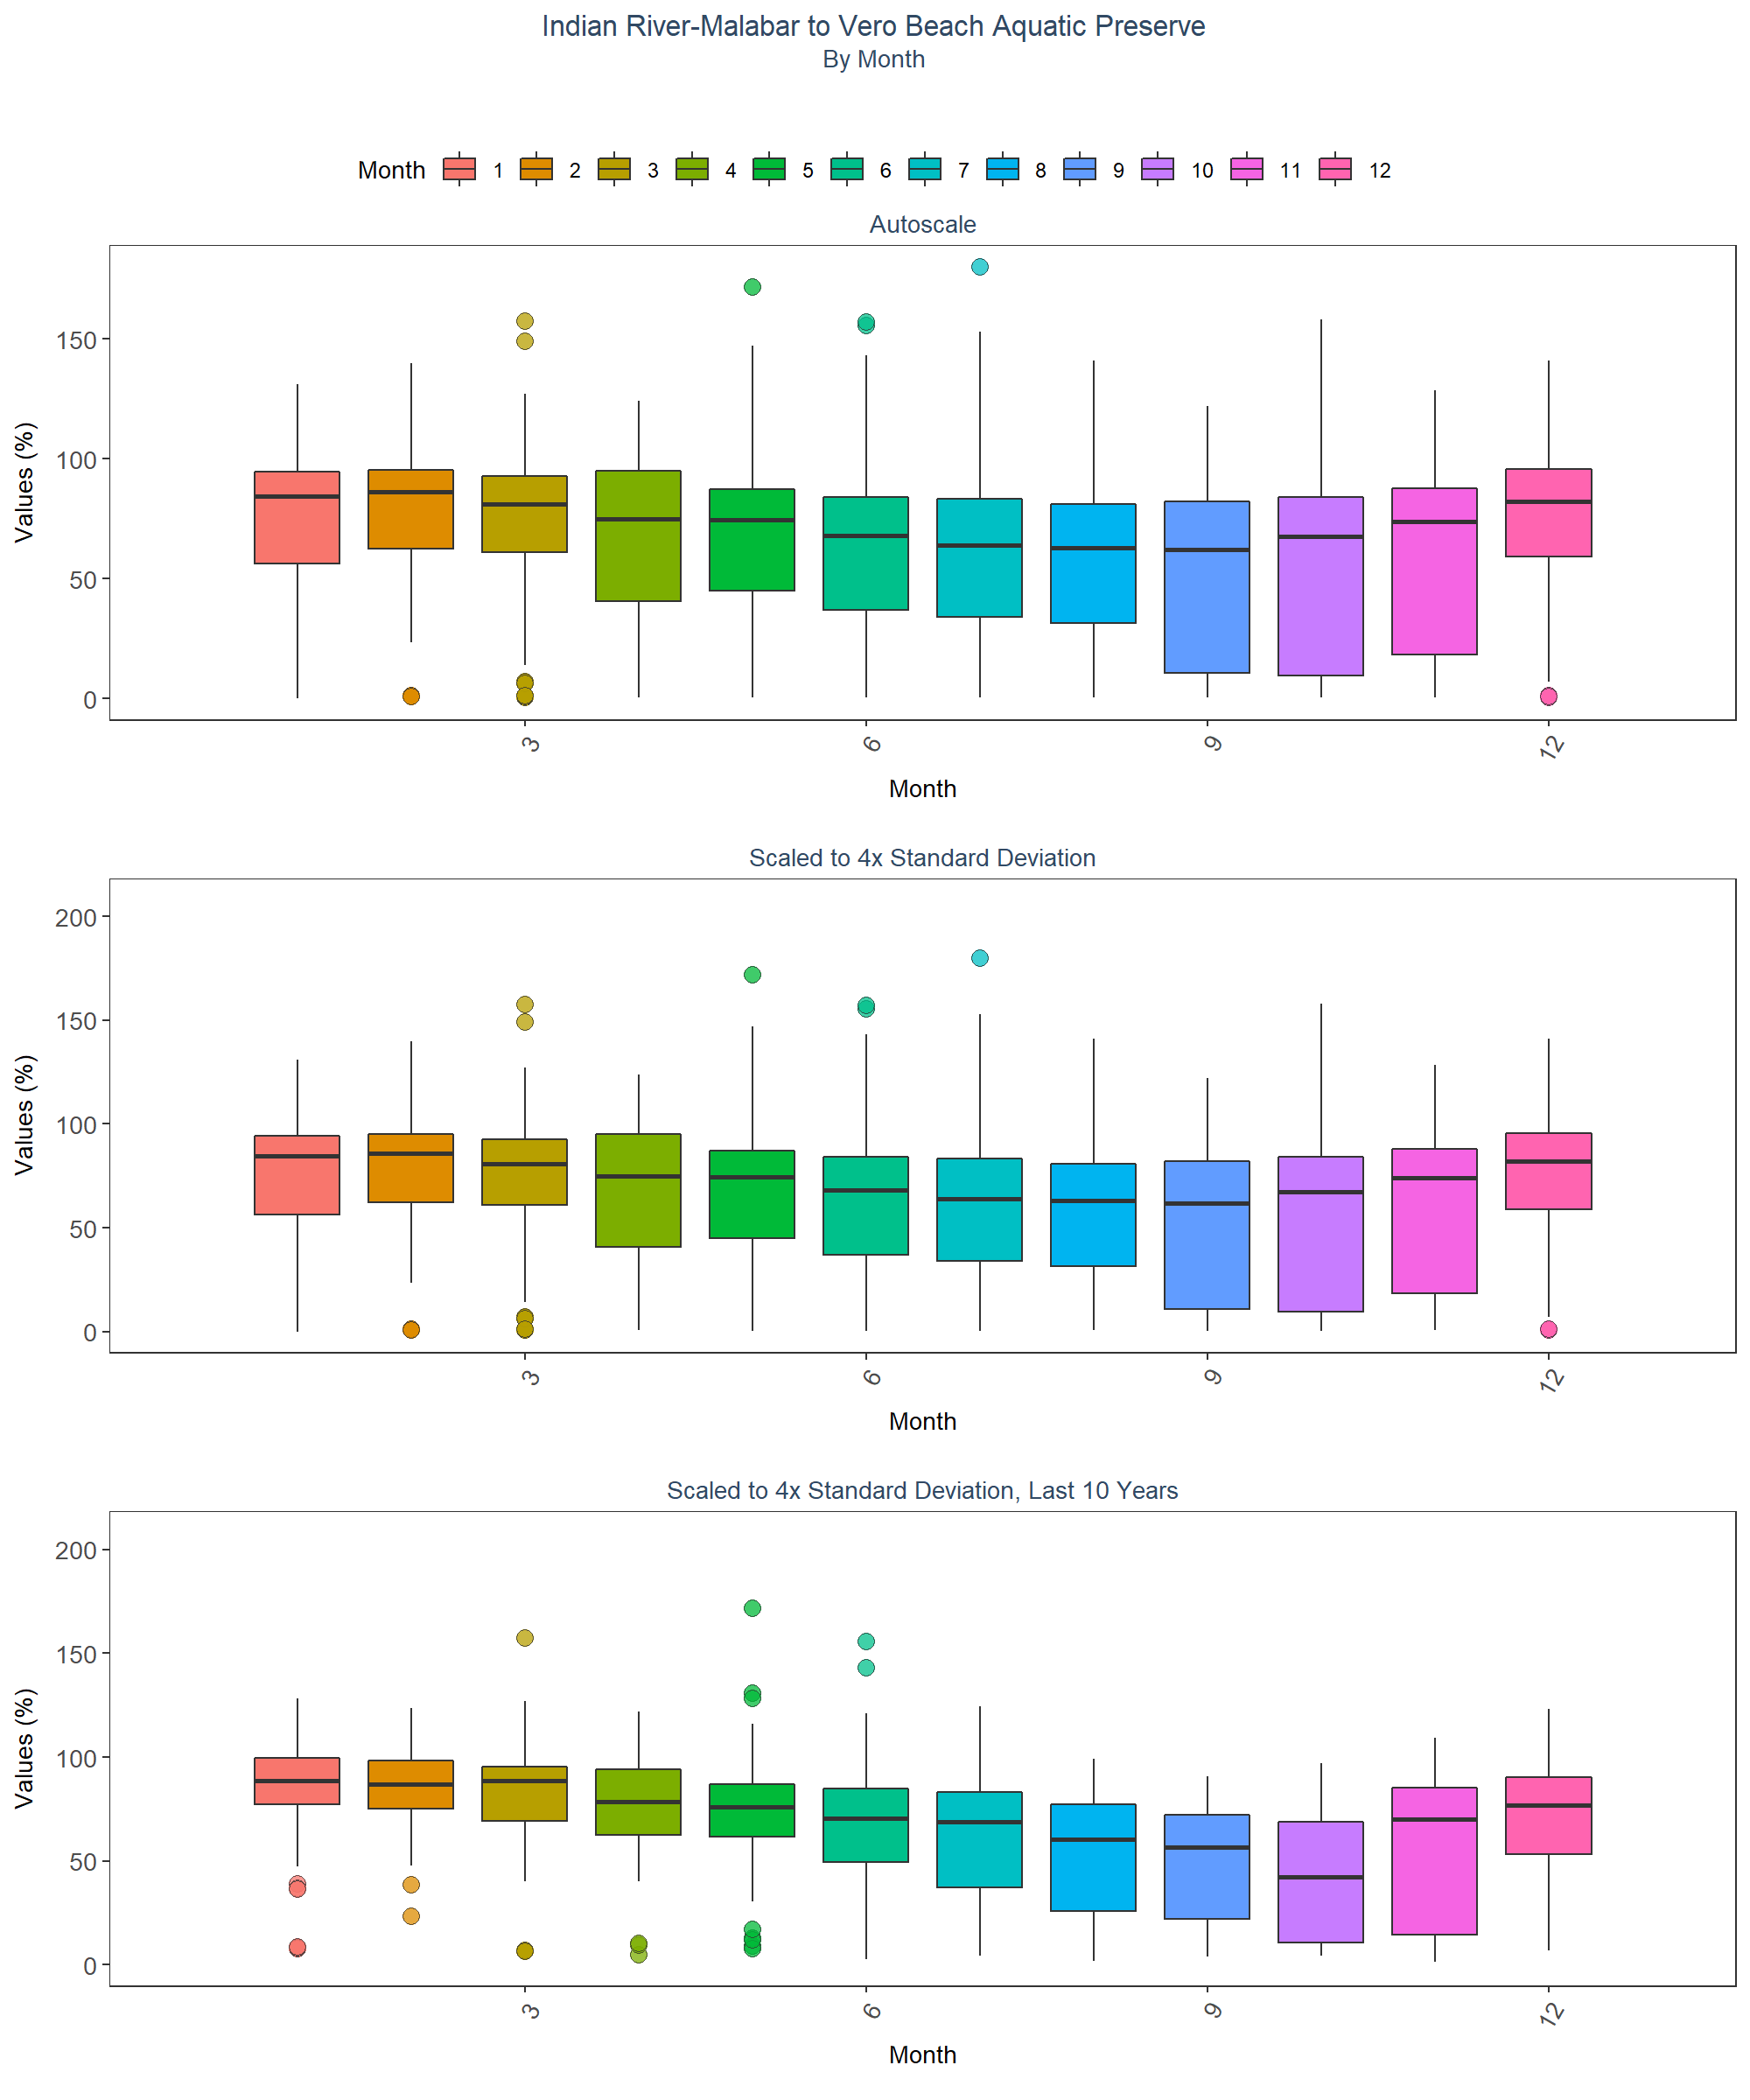 Indian River-Malabar to Vero Beach Aquatic Preserve
By Month
Month 1 2 3 4 5 6 7 8 9 10 11 12
Autoscale
Values (%)
150
100
50
0
3 6 9 12
Month
Scaled to 4x Standard Deviation
Values (%)
200
150
100
50
0
3 6 9 12
Month
Scaled to 4x Standard Deviation, Last 10 Years
Values (%)
200
150
100
50
0
3 6 9 12
Month